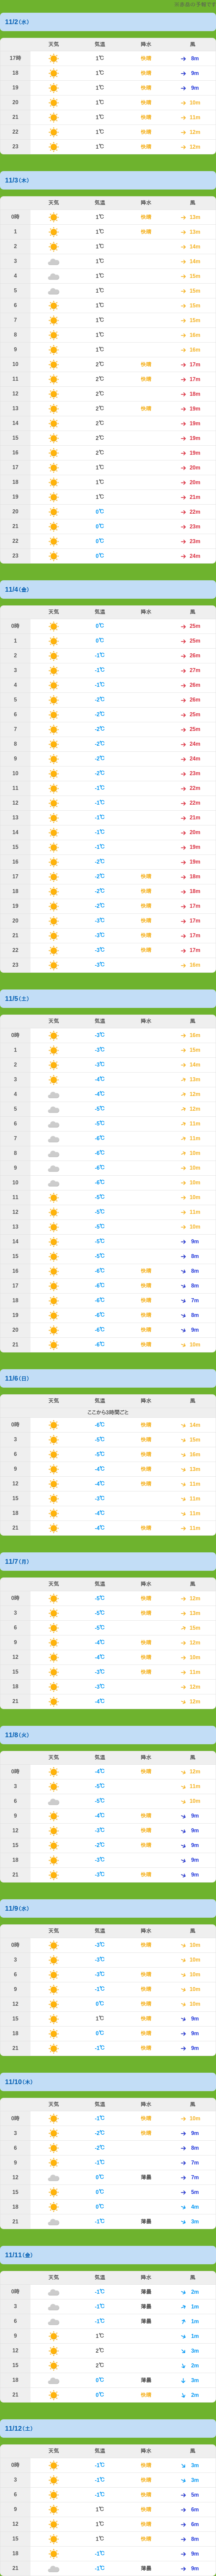 11/2(水)
天気 気温 降水 風
17時 1℃ 快晴 8m
18 1℃ 快晴 9m
19 1℃ 快晴 9m
20 1℃ 快晴 10m
21 1℃ 快晴 11m
22 1℃ 快晴 12m
23 1℃ 快晴 12m
11/3(木)
天気 気温 降水 風
0時 1℃ 快晴 13m
1 1℃ 快晴 13m
2 1℃ 14m
3 1℃ 14m
4 1℃ 15m
5 1℃ 15m
6 1℃ 15m
7 1℃ 15m
8 1℃ 16m
9 1℃ 16m
10 2℃ 快晴 17m
11 2℃ 快晴 17m
12 2℃ 18m
13 2℃ 快晴 19m
14 2℃ 19m
15 2℃ 19m
16 2℃ 19m
17 1℃ 20m
18 1℃ 20m
19 1℃ 21m
20 0℃ 22m
21 0℃ 23m
22 0℃ 23m
23 0℃ 24m
11/4(金)
天気 気温 降水 風
0時 0℃ 25m
1 0℃ 25m
2 -1℃ 26m
3 -1℃ 27m
4 -1℃ 26m
5 -2℃ 26m
6 -2℃ 25m
7 -2℃ 25m
8 -2℃ 24m
9 -2℃ 24m
10 -2℃ 23m
11 -1℃ 22m
12 -1℃ 22m
13 -1℃ 21m
14 -1℃ 20m
15 -1℃ 19m
16 -2℃ 19m
17 -2℃ 快晴 18m
18 -2℃ 快晴 18m
19 -2℃ 快晴 17m
20 -3℃ 快晴 17m
21 -3℃ 快晴 17m
22 -3℃ 快晴 17m
23 -3℃ 16m
11/5(土)
天気 気温 降水 風
0時 -3℃ 16m
1 -3℃ 15m
2 -3℃ 14m
3 -4℃ 13m
4 -4℃ 12m
5 -5℃ 12m
6 -5℃ 11m
7 -6℃ 11m
8 -6℃ 10m
9 -6℃ 10m
10 -6℃ 10m
11 -5℃ 10m
12 -5℃ 11m
13 -5℃ 10m
14 -5℃ 9m
15 -5℃ 8m
16 -6℃ 快晴 8m
17 -6℃ 快晴 8m
18 -6℃ 快晴 7m
19 -6℃ 快晴 8m
20 -6℃ 快晴 9m
21 -6℃ 快晴 10m
11/6(日)
天気 気温 降水 風
ここから3時間ごと
0時 -6℃ 快晴 14m
3 -5℃ 快晴 15m
6 -5℃ 快晴 16m
9 -4℃ 快晴 13m
12 -4℃ 快晴 11m
15 -3℃ 11m
18 -4℃ 11m
21 -4℃ 快晴 11m
11/7(月)
天気 気温 降水 風
0時 -5℃ 快晴 12m
3 -5℃ 快晴 13m
6 -5℃ 15m
9 -4℃ 快晴 12m
12 -4℃ 快晴 10m
15 -3℃ 快晴 11m
18 -3℃ 12m
21 -4℃ 12m
11/8(火)
天気 気温 降水 風
0時 -4℃ 快晴 12m
3 -5℃ 11m
6 -5℃ 10m
9 -4℃ 快晴 9m
12 -3℃ 快晴 9m
15 -2℃ 快晴 9m
18 -3℃ 9m
21 -3℃ 快晴 9m
11/9(水)
天気 気温 降水 風
0時 -3℃ 快晴 10m
3 -3℃ 10m
6 -3℃ 快晴 10m
9 -1℃ 快晴 10m
12 0℃ 快晴 10m
15 1℃ 快晴 9m
18 0℃ 快晴 9m
21 -1℃ 快晴 9m
11/10(木)
天気 気温 降水 風
0時 -1℃ 快晴 10m
3 -2℃ 快晴 9m
6 -2℃ 8m
9 -1℃ 7m
12 0℃ 薄曇 7m
15 0℃ 5m
18 0℃ 4m
21 -1℃ 薄曇 3m
11/11(金)
天気 気温 降水 風
0時 -1℃ 薄曇 2m
3 -1℃ 薄曇 1m
6 -1℃ 薄曇 1m
9 1℃ 1m
12 2℃ 3m
15 2℃ 2m
18 0℃ 薄曇 3m
21 0℃ 快晴 2m
11/12(土)
天気 気温 降水 風
0時 -1℃ 快晴 3m
3 -1℃ 快晴 3m
6 -1℃ 快晴 5m
9 1℃ 快晴 6m
12 1℃ 快晴 6m
15 1℃ 快晴 8m
18 -1℃ 快晴 9m
21 -1℃ 薄曇 9m